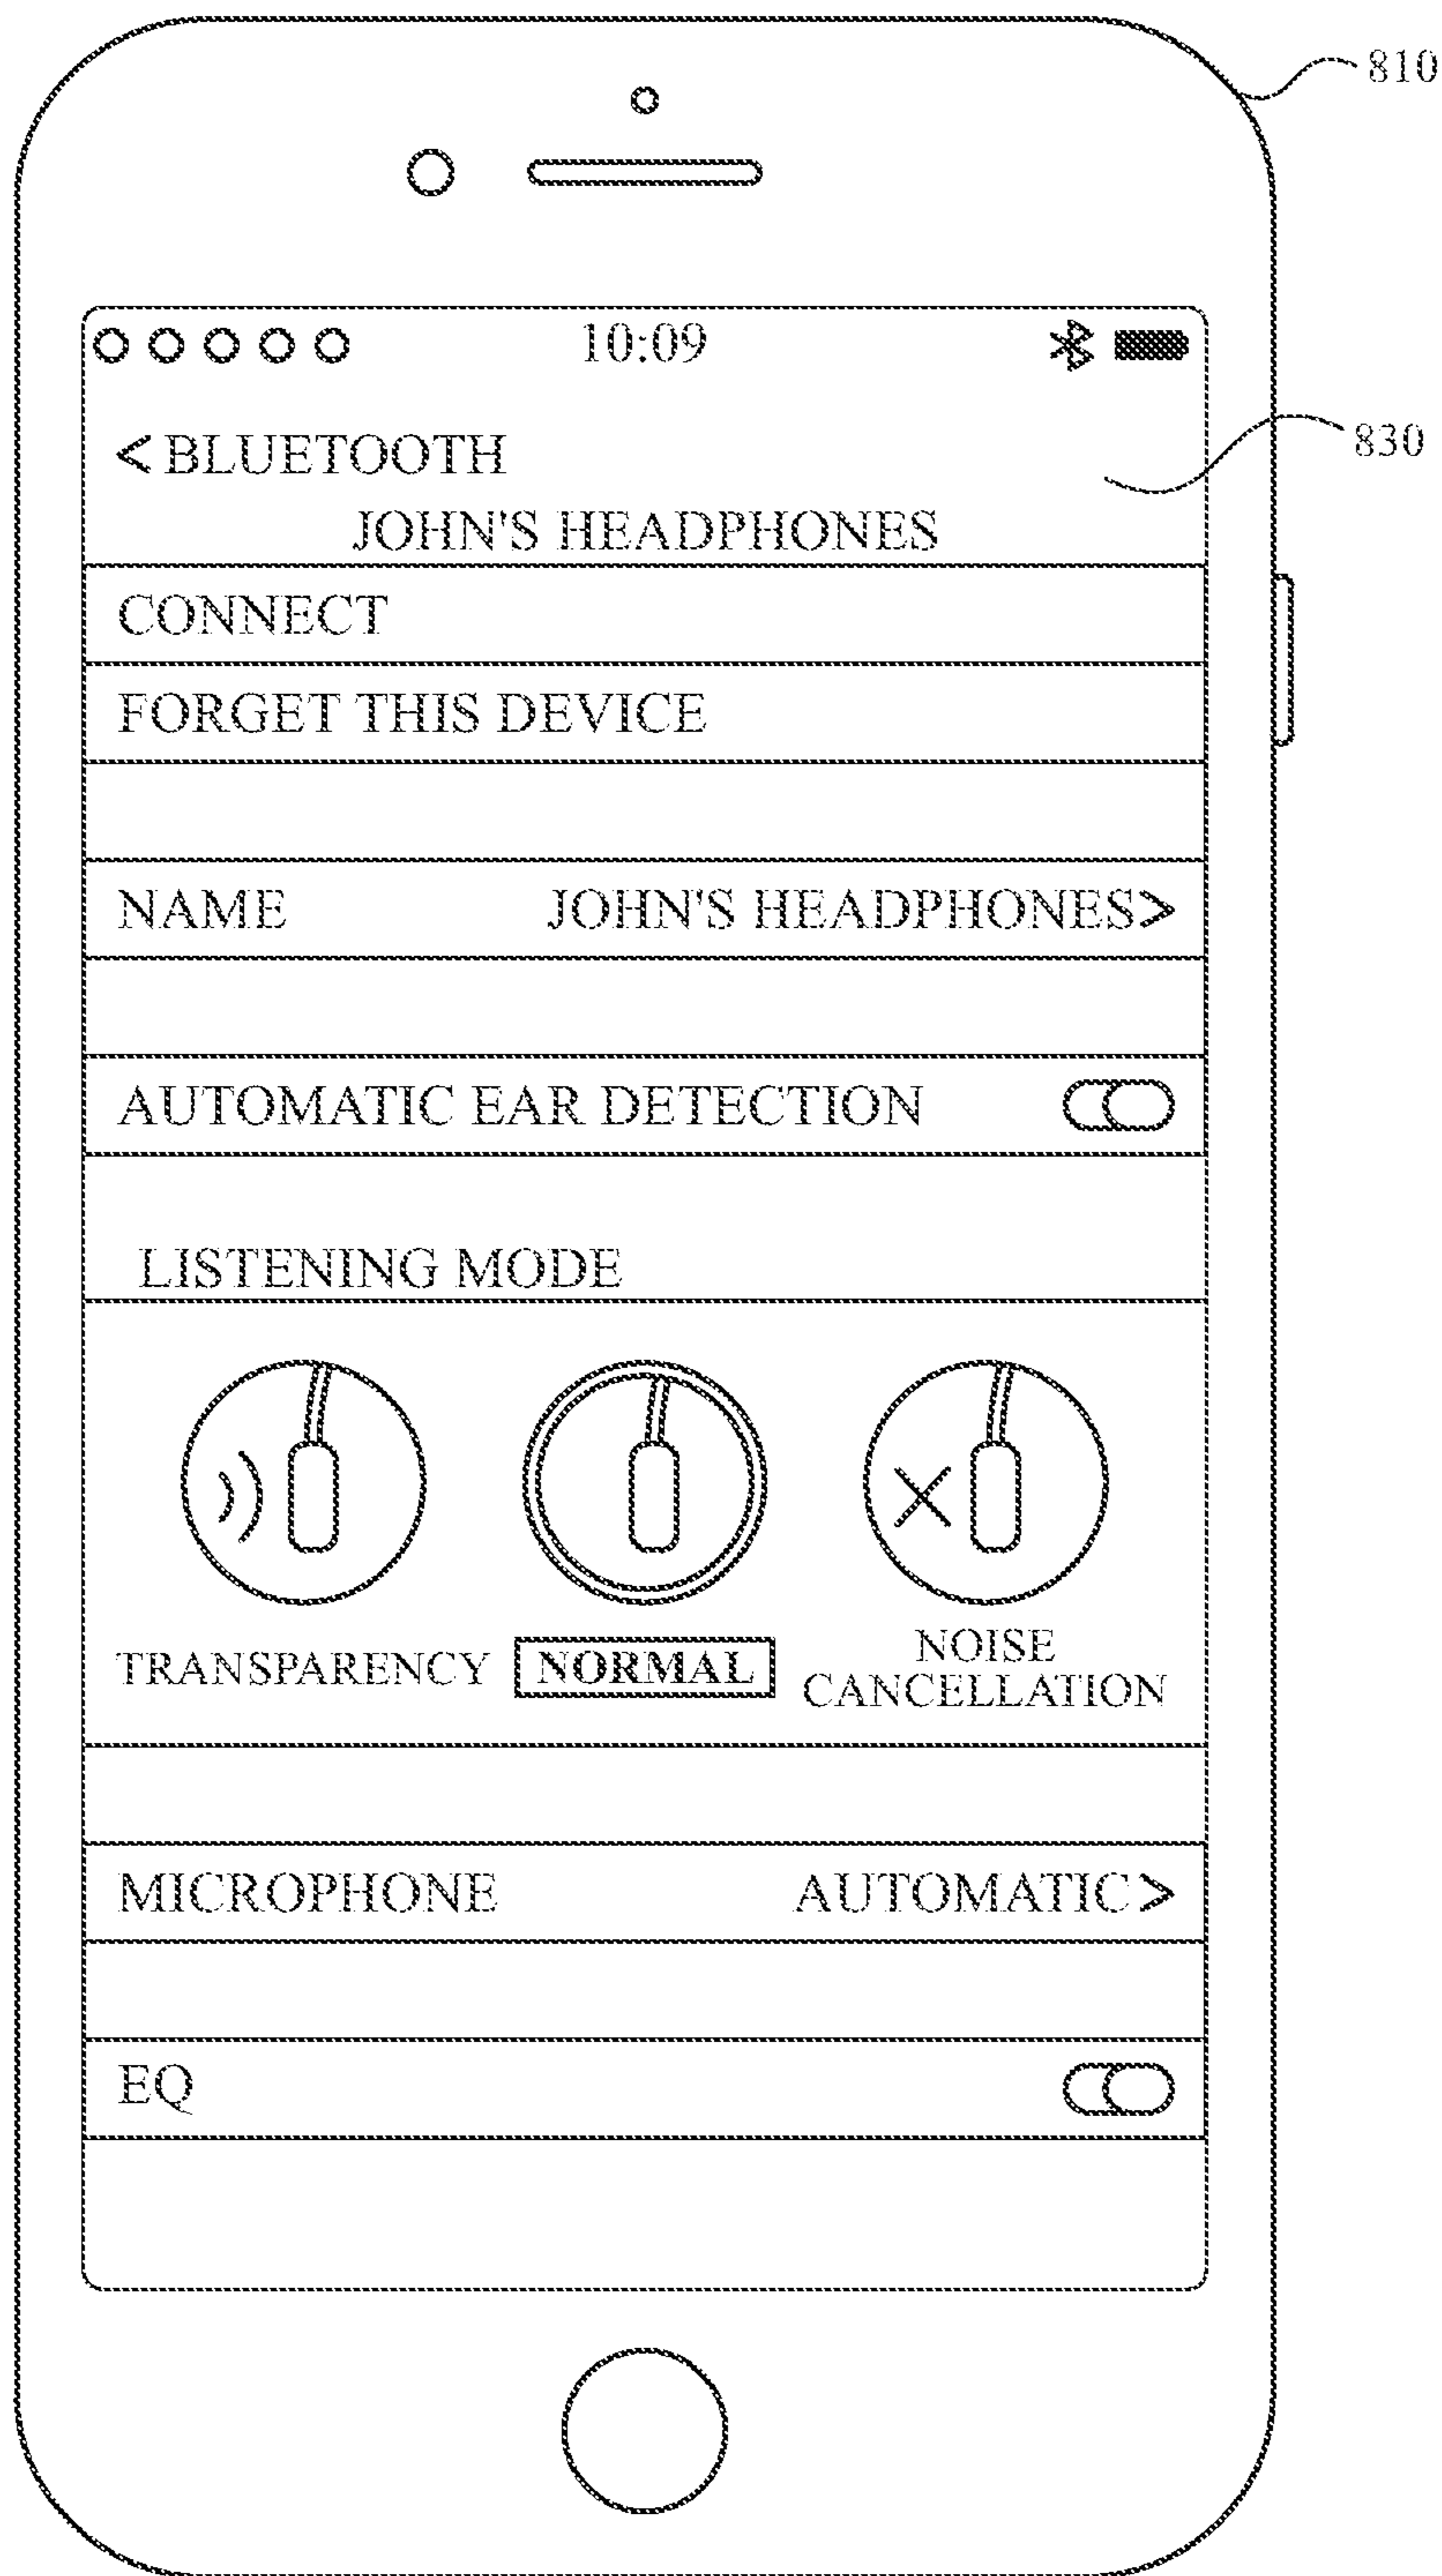 810
10:09
< BLUETOOTH
830
JOHN'S HEADPHONES
CONNECT
FORGET THIS DEVICE
NAME JOHN'S HEADPHONES>
AUTOMATIC EAR DETECTION
LISTENING MODE
TRANSPARENCY
NORMAL
NOISE
CANCELLATION
MICROPHONE AUTOMATIC>
EQ